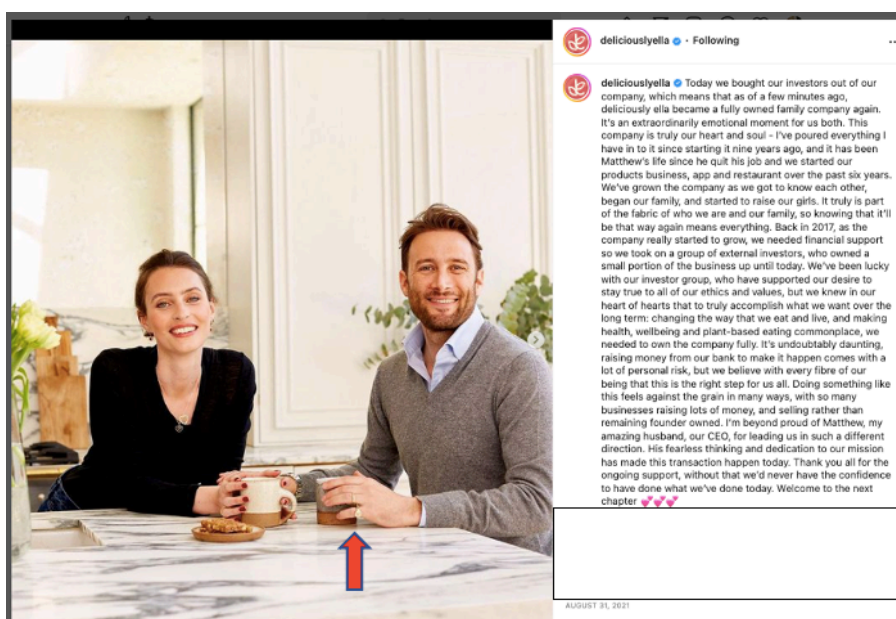 deliciouslyella • Following
deliciouslyella Today we bought our investors out of our
company, which means that as of a few minutes ago,
deliciously ella became a fully owned family company again.
It's an extraordinarily emotional moment for us both. This
company is truly our heart and soul - I've poured everything I
have in to it since starting it nine years ago, and it has been
Matthew's life since he quit his job and we started our
products business, app and restaurant over the past six years.
We've grown the company as we got to know each other,
began our family, and started to raise our girls. It truly is part
of the fabric of who we are and our family, so knowing that it'll
be that way again means everything. Back in 2017, as the
company really started to grow, we needed financial support
so we took on a group of external investors, who owned a
small portion of the business up until today. We've been lucky
with our investor group, who have supported our desire to
stay true to all of our ethics and values, but we knew in our
heart of hearts that to truly accomplish what we want over the
long term: changing the way that we eat and live, and making
health, wellbeing and plant-based eating commonplace, we
needed to own the company fully. It's undoubtably daunting,
raising money from our bank to make it happen comes with a
lot of personal risk, but we believe with every fibre of our
being that this is the right step for us all. Doing something like
this feels against the grain in many ways, with so many
businesses raising lots of money, and selling rather than
remaining founder owned. I'm beyond proud of Matthew, my
amazing husband, our CEO, for leading us in such a different
direction. His fearless thinking and dedication to our mission
has made this transaction happen today. Thank you all for the
ongoing support, without that we'd never have the confidence
to have done what we've done today. Welcome to the next
chapter 💕💕💕
AUGUST 31, 2021